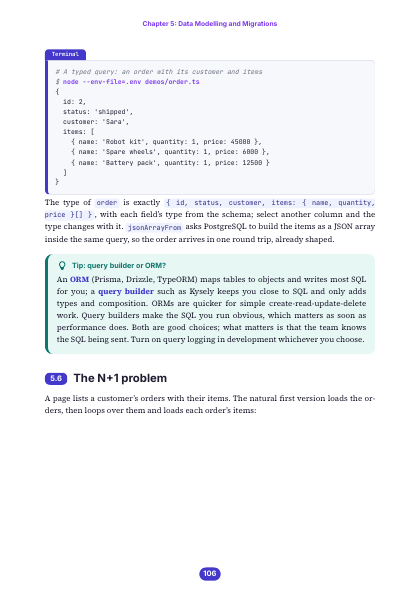 Chapter 5: Data Modelling and Migrations
Terminal
# A typed query: an order with its customer and items
$ node --env-file=.env demos/order.ts
{
  id: 2,
  status: 'shipped',
  customer: 'Sara',
  items: [
    { name: 'Robot kit', quantity: 1, price: 45000 },
    { name: 'Spare wheels', quantity: 1, price: 6000 },
    { name: 'Battery pack', quantity: 1, price: 12500 }
  ]
}
The type of order is exactly { id, status, customer, items: { name, quantity,
price }[] }, with each field's type from the schema; select another column and the
type changes with it. jsonArrayFrom asks PostgreSQL to build the items as a JSON array
inside the same query, so the order arrives in one round trip, already shaped.
Tip: query builder or ORM?
An ORM (Prisma, Drizzle, TypeORM) maps tables to objects and writes most SQL
for you; a query builder such as Kysely keeps you close to SQL and only adds
types and composition. ORMs are quicker for simple create-read-update-delete
work. Query builders make the SQL you run obvious, which matters as soon as
performance does. Both are good choices; what matters is that the team knows
the SQL being sent. Turn on query logging in development whichever you choose.
5.6 The N+1 problem
A page lists a customer's orders with their items. The natural first version loads the or-
ders, then loops over them and loads each order's items:
106